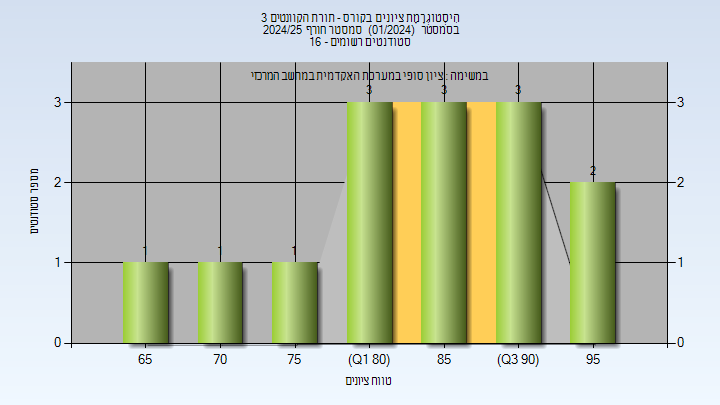 היסטוגרמת ציונים בקורס - תורת הקוונטים 3
בסמסטר (01/2024) סמסטר חורף 2024/25
סטודנטים רשומים - 16
במשימה : ציון סופי במערכת האקדמית במחשב המרכזי
מספר סטודנטים
3
2
1
0
3
2
1
0
1
1
1
3
3
3
2
65
70
75
(Q1 80)
85
(Q3 90)
95
טווח ציונים